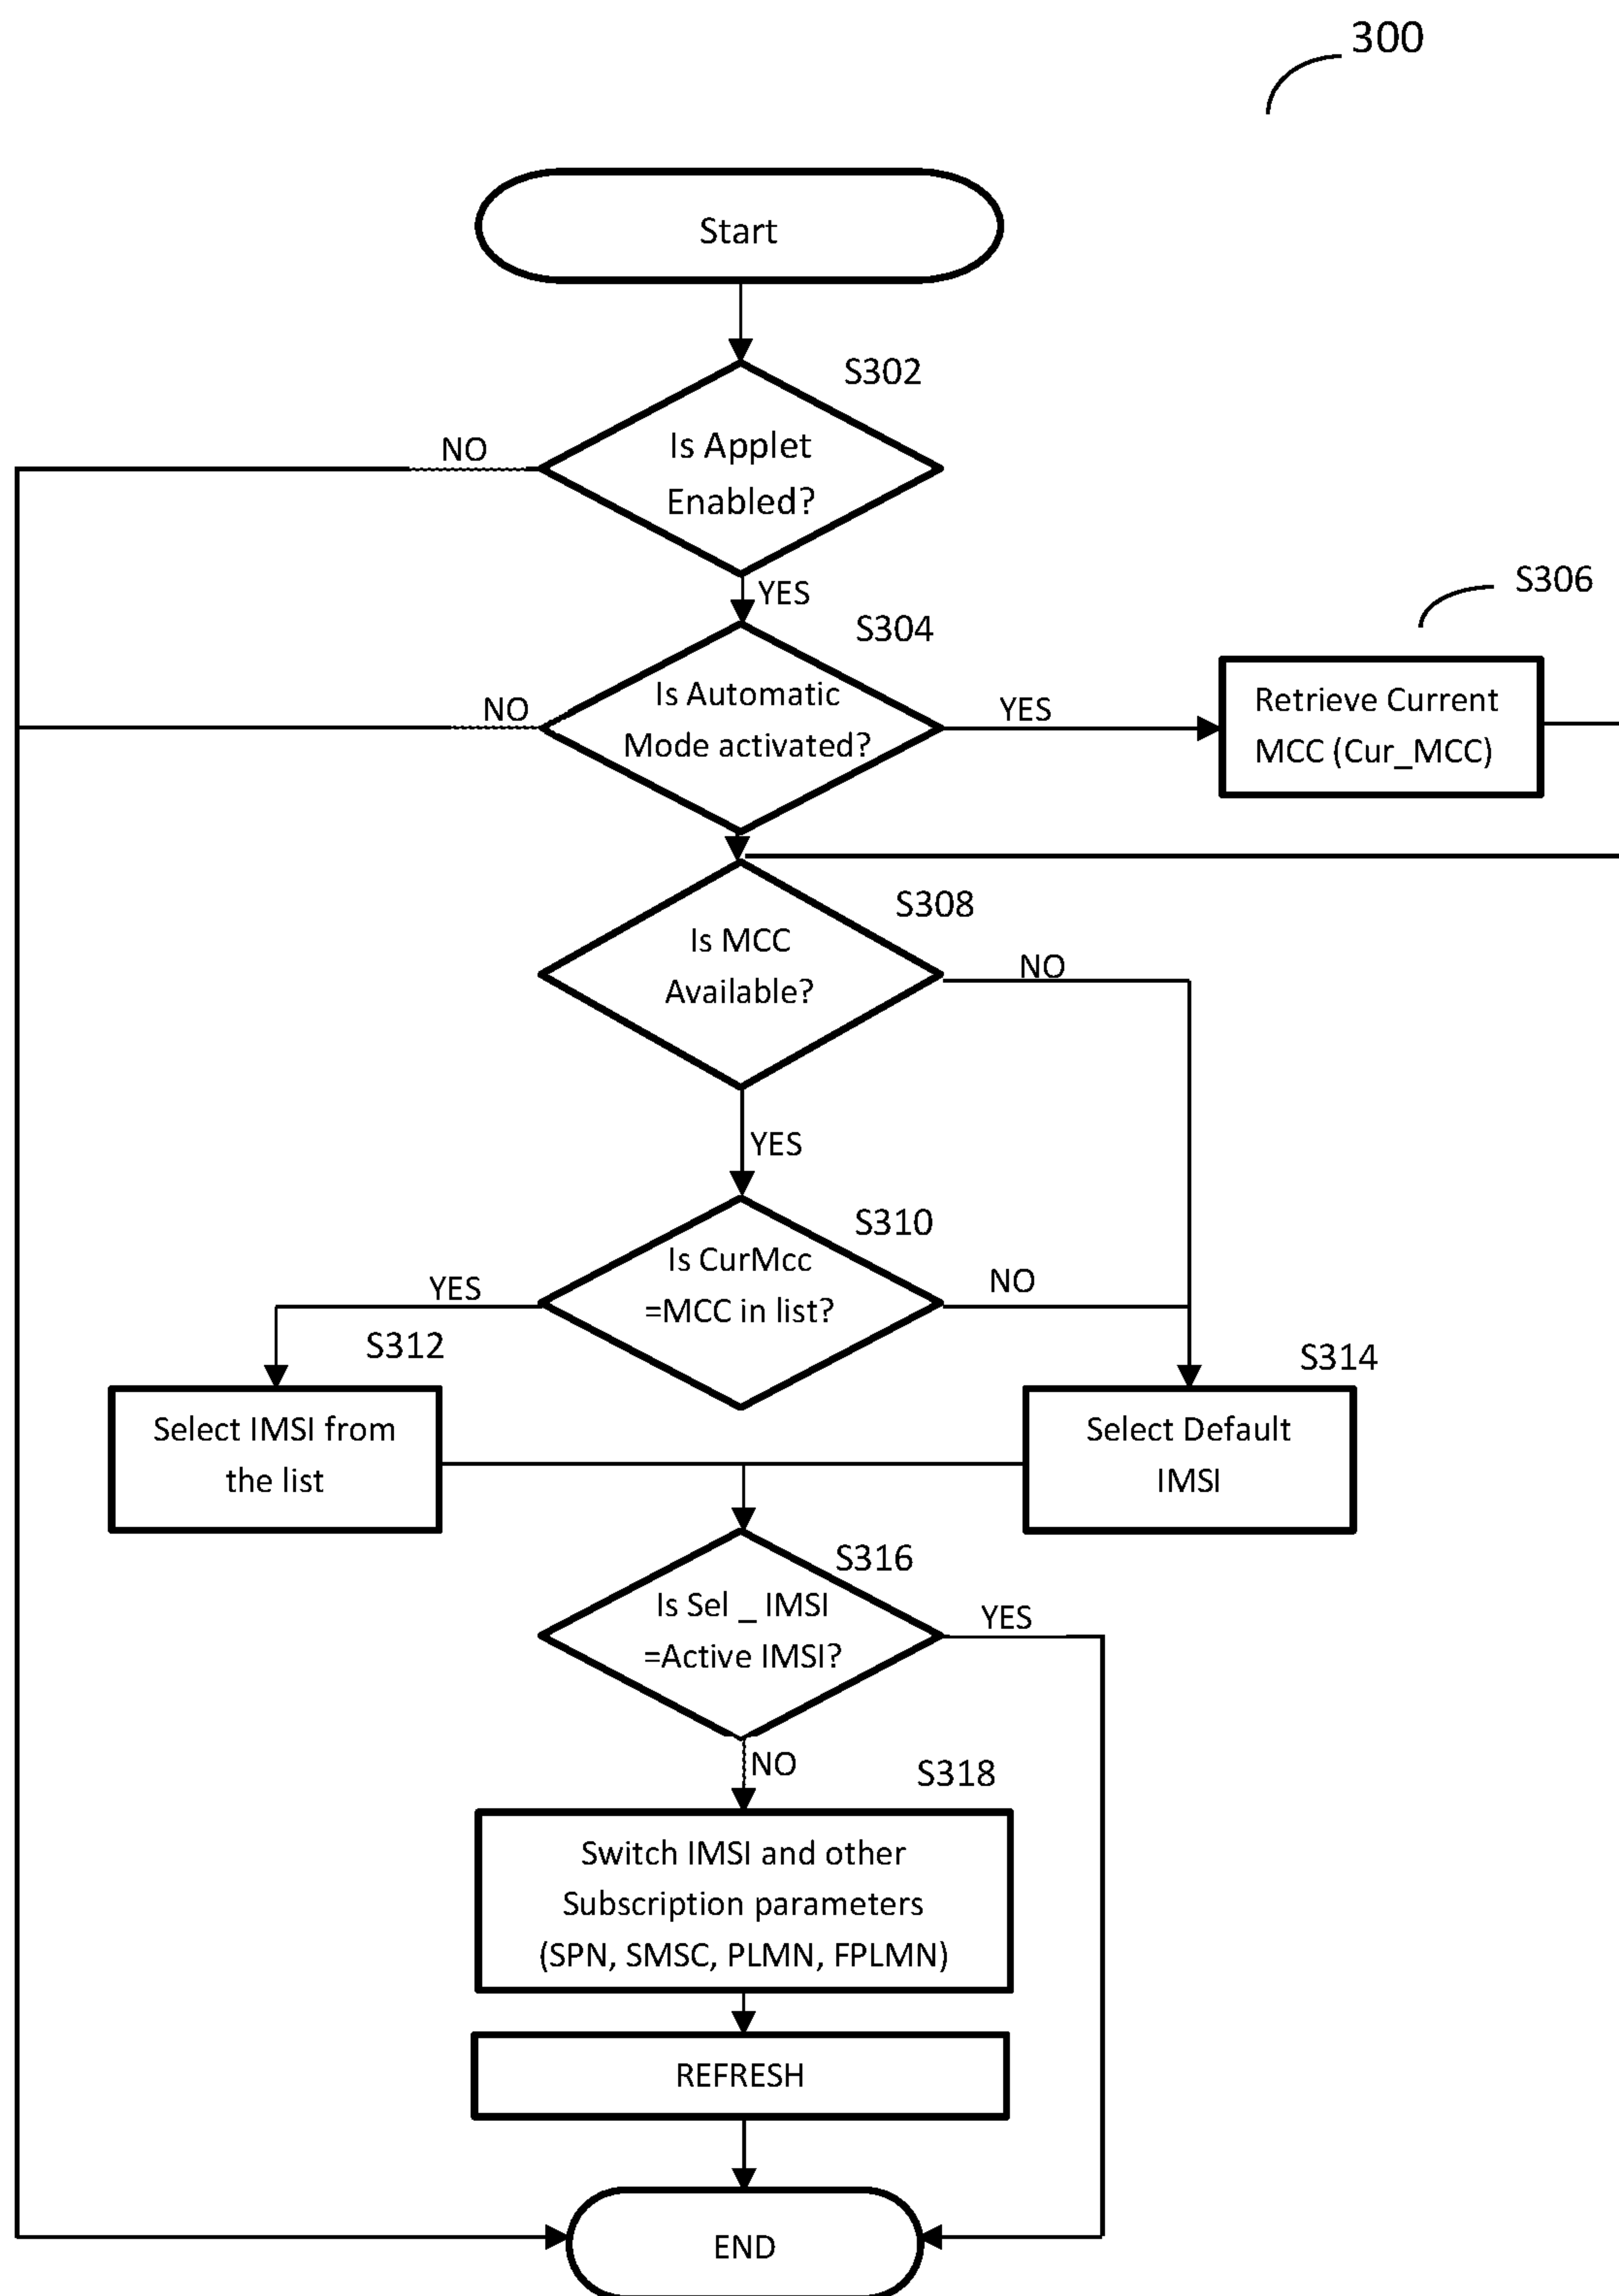 300
Start
S302
Is Applet
Enabled?
NO
YES
S304
Is Automatic
Mode activated?
NO
YES
S306
Retrieve Current
MCC (Cur_MCC)
S308
Is MCC
Available?
NO
YES
S310
Is CurMcc
=MCC in list?
YES
NO
S312
Select IMSI from
the list
S314
Select Default
IMSI
S316
Is Sel _ IMSI
=Active IMSI?
YES
NO
S318
Switch IMSI and other
Subscription parameters
(SPN, SMSC, PLMN, FPLMN)
REFRESH
END